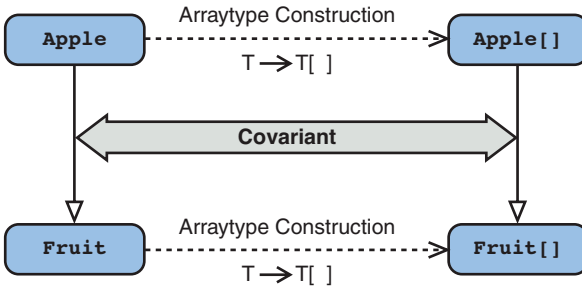 Arraytype Construction
Apple
Apple[]
T → T[ ]
Covariant
Arraytype Construction
Fruit
Fruit[]
T → T[ ]